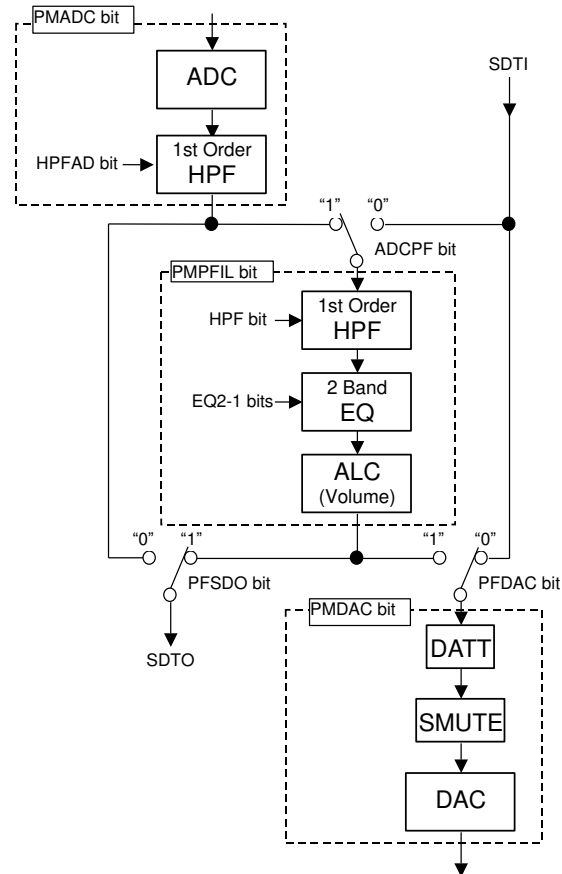 PMADC bit
ADC
SDTI
HPFAD bit
1st Order
HPF
“1”
“0”
ADCPF bit
PMPFIL bit
HPF bit
1st Order
HPF
EQ2-1 bits
2 Band
EQ
ALC
(Volume)
“0”
“1”
“1”
“0”
PFSDO bit
PFDAC bit
PMDAC bit
SDTO
DATT
SMUTE
DAC